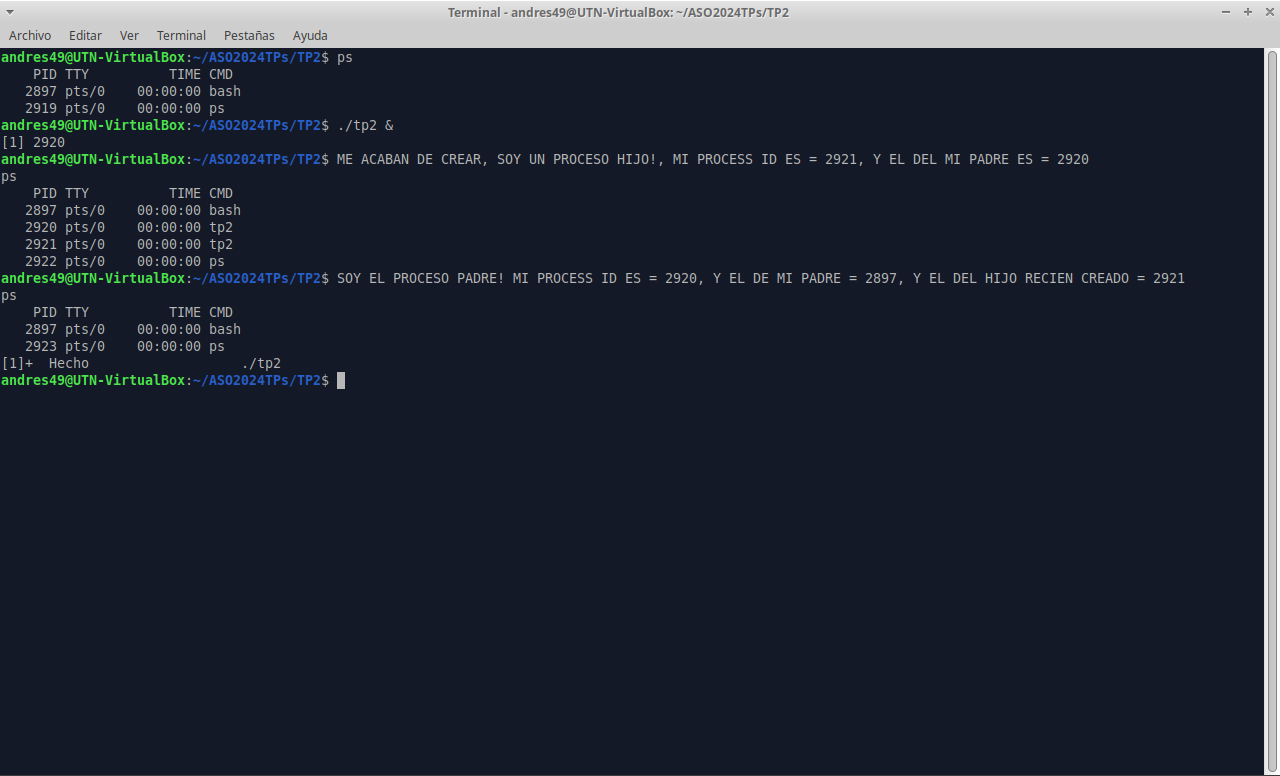 Terminal - andres49@UTN-VirtualBox: ~/ASO2024TPs/TP2
Archivo Editar Ver Terminal Pestañas Ayuda
andres49@UTN-VirtualBox:~/ASO2024TPs/TP2$ ps
    PID TTY          TIME CMD
   2897 pts/0    00:00:00 bash
   2919 pts/0    00:00:00 ps
andres49@UTN-VirtualBox:~/ASO2024TPs/TP2$ ./tp2 &
[1] 2920
andres49@UTN-VirtualBox:~/ASO2024TPs/TP2$ ME ACABAN DE CREAR, SOY UN PROCESO HIJO!, MI PROCESS ID ES = 2921, Y EL DEL MI PADRE ES = 2920
ps
    PID TTY          TIME CMD
   2897 pts/0    00:00:00 bash
   2920 pts/0    00:00:00 tp2
   2921 pts/0    00:00:00 tp2
   2922 pts/0    00:00:00 ps
andres49@UTN-VirtualBox:~/ASO2024TPs/TP2$ SOY EL PROCESO PADRE! MI PROCESS ID ES = 2920, Y EL DE MI PADRE = 2897, Y EL DEL HIJO RECIEN CREADO = 2921
ps
    PID TTY          TIME CMD
   2897 pts/0    00:00:00 bash
   2923 pts/0    00:00:00 ps
[1]+  Hecho                   ./tp2
andres49@UTN-VirtualBox:~/ASO2024TPs/TP2$